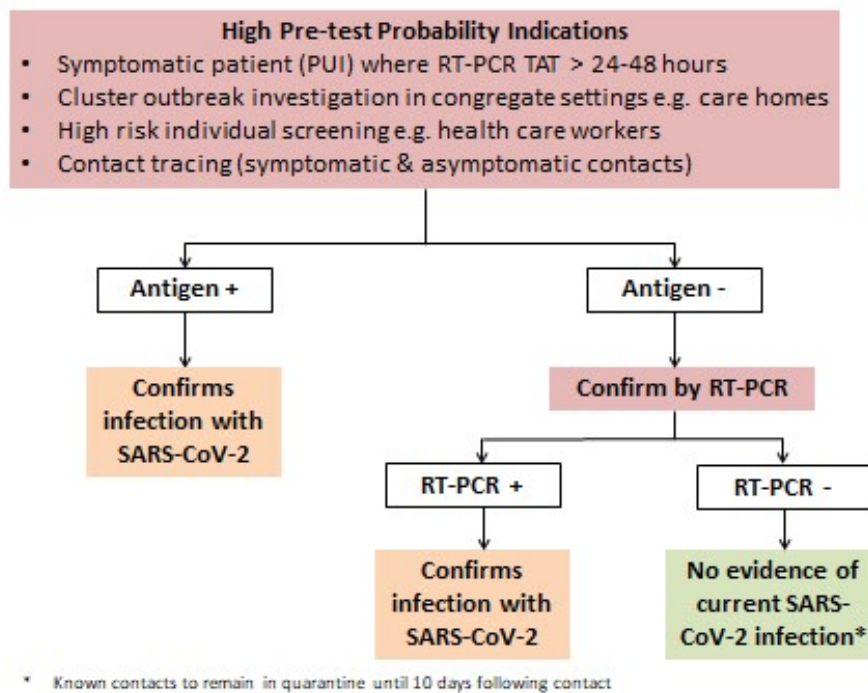 High Pre-test Probability Indications
• Symptomatic patient (PUI) where RT-PCR TAT > 24-48 hours
• Cluster outbreak investigation in congregate settings e.g. care homes
• High risk individual screening e.g. health care workers
• Contact tracing (symptomatic & asymptomatic contacts)
Antigen +
Antigen -
Confirms
infection with
SARS-CoV-2
Confirm by RT-PCR
RT-PCR +
RT-PCR -
Confirms
infection with
SARS-CoV-2
No evidence of
current SARS-
CoV-2 infection*
* Known contacts to remain in quarantine until 10 days following contact